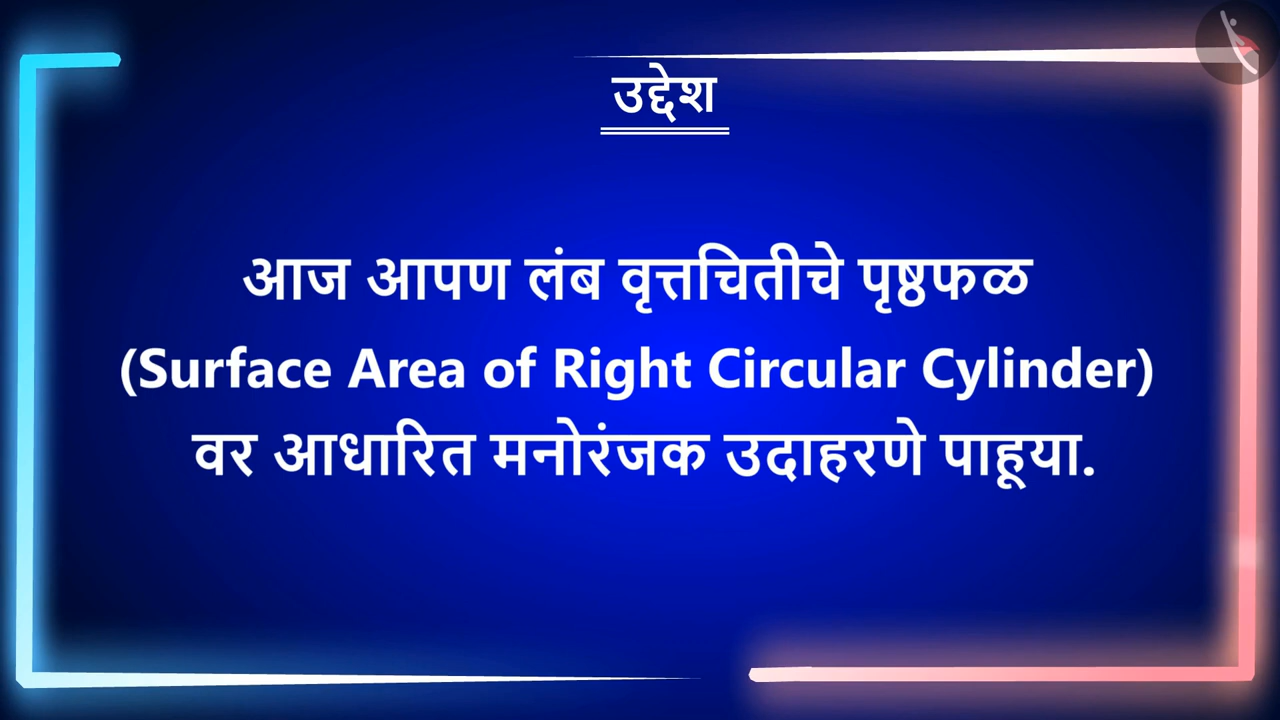 उद्देश
आज आपण लंब वृत्तचितीचे पृष्ठफळ
(Surface Area of Right Circular Cylinder)
वर आधारित मनोरंजक उदाहरणे पाहूया.